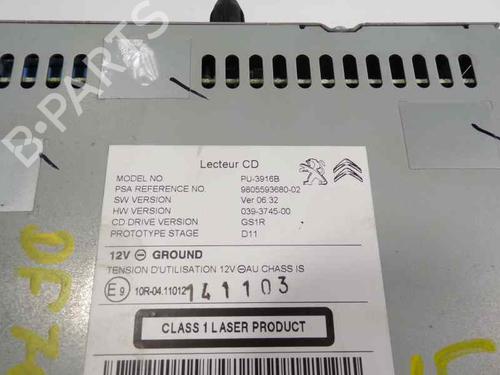 B-PARTS
Lecteur CD
MODEL NO. PU-3916B
PSA REFERENCE NO. 9805593680-02
SW VERSION Ver 06.32
HW VERSION 039-3745-00
CD DRIVE VERSION GS1R
PROTOTYPE STAGE D11
12V ⊖ GROUND
TENSION D'UTILISATION 12V ⊖AU CHASS IS
E9 10R-04.11012 141103
CLASS 1 LASER PRODUCT